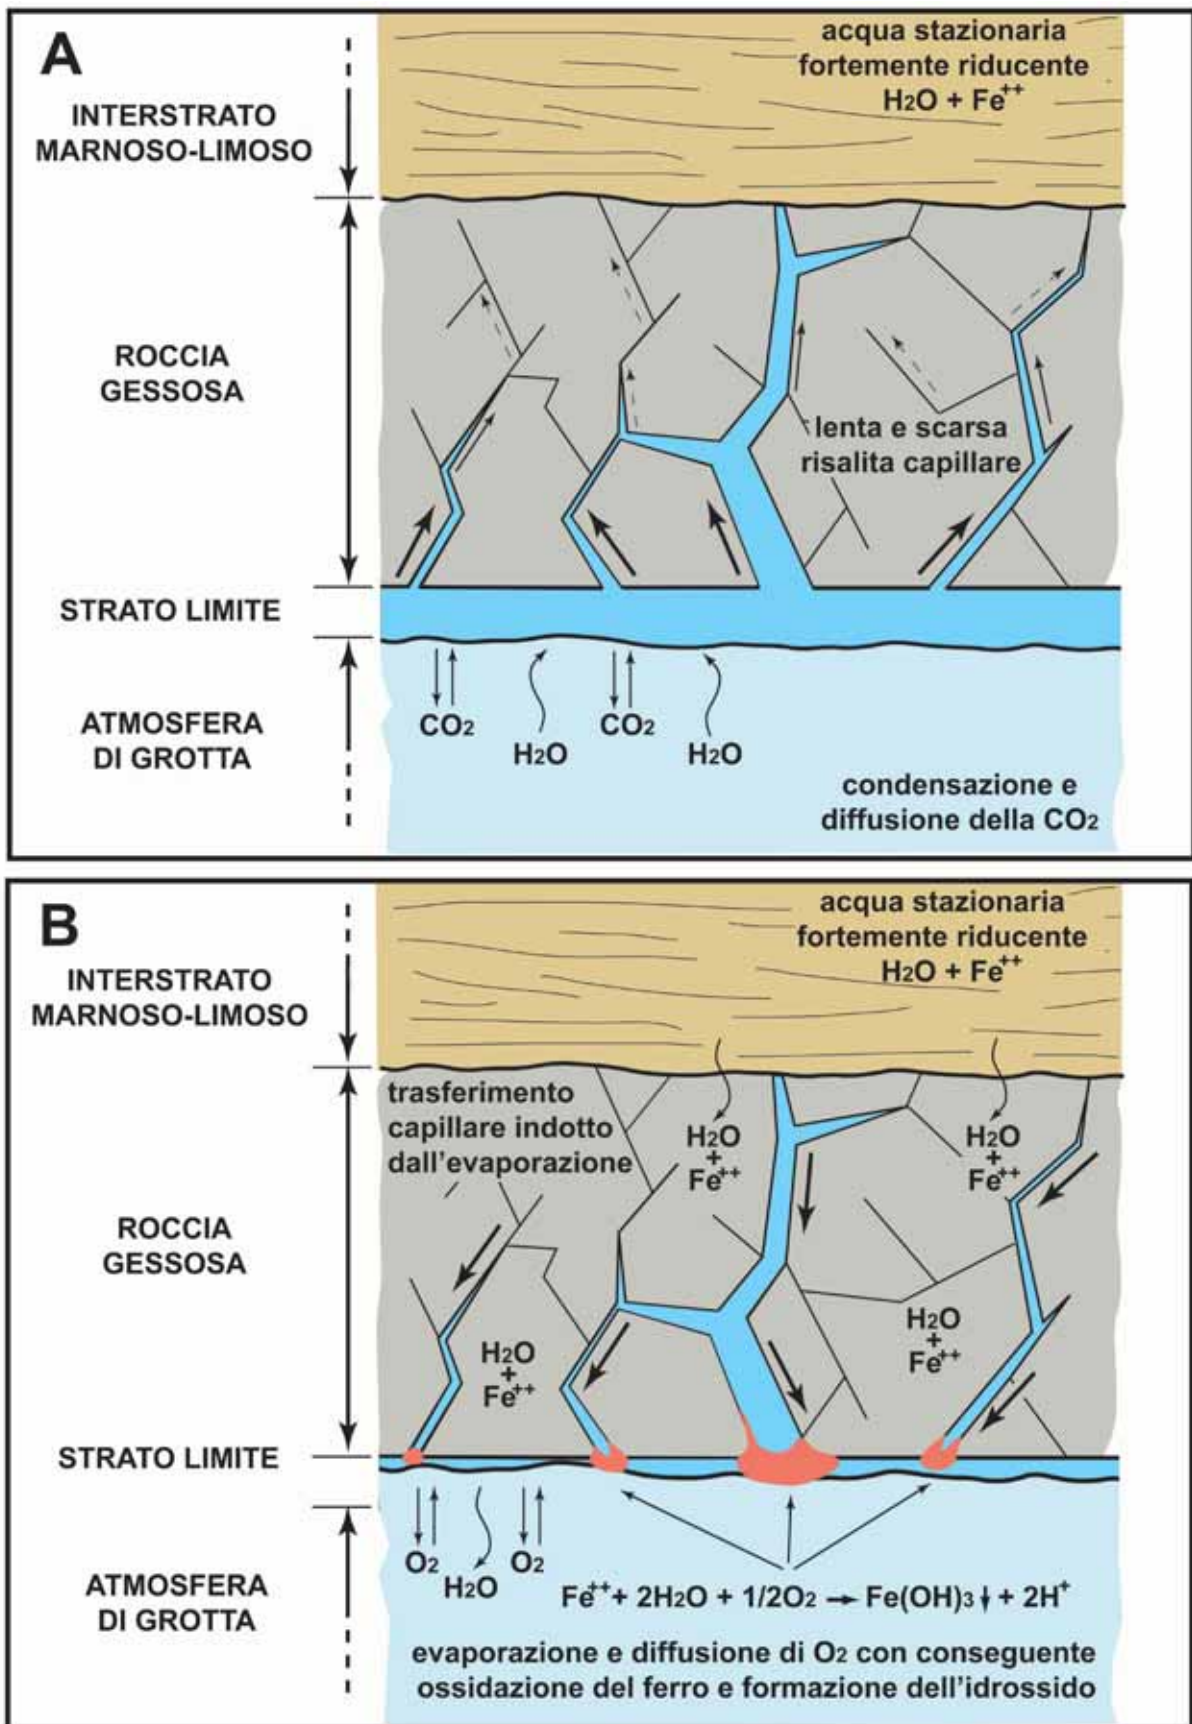 A
acqua stazionaria
fortemente riducente
H2O + Fe++
INTERSTRATO
MARNOSO-LIMOSO
ROCCIA
GESSOSA
lenta e scarsa
risalita capillare
STRATO LIMITE
CO2
H2O
CO2
H2O
ATMOSFERA
DI GROTTA
condensazione e
diffusione della CO2
B
acqua stazionaria
fortemente riducente
H2O + Fe++
INTERSTRATO
MARNOSO-LIMOSO
trasferimento
capillare indotto
dall'evaporazione
H2O
+
Fe++
H2O
+
Fe++
ROCCIA
GESSOSA
H2O
+
Fe++
H2O
+
Fe++
STRATO LIMITE
O2
H2O
O2
ATMOSFERA
DI GROTTA
Fe++ + 2H2O + 1/2O2 → Fe(OH)3 ↓ + 2H+
evaporazione e diffusione di O2 con conseguente
ossidazione del ferro e formazione dell'idrossido